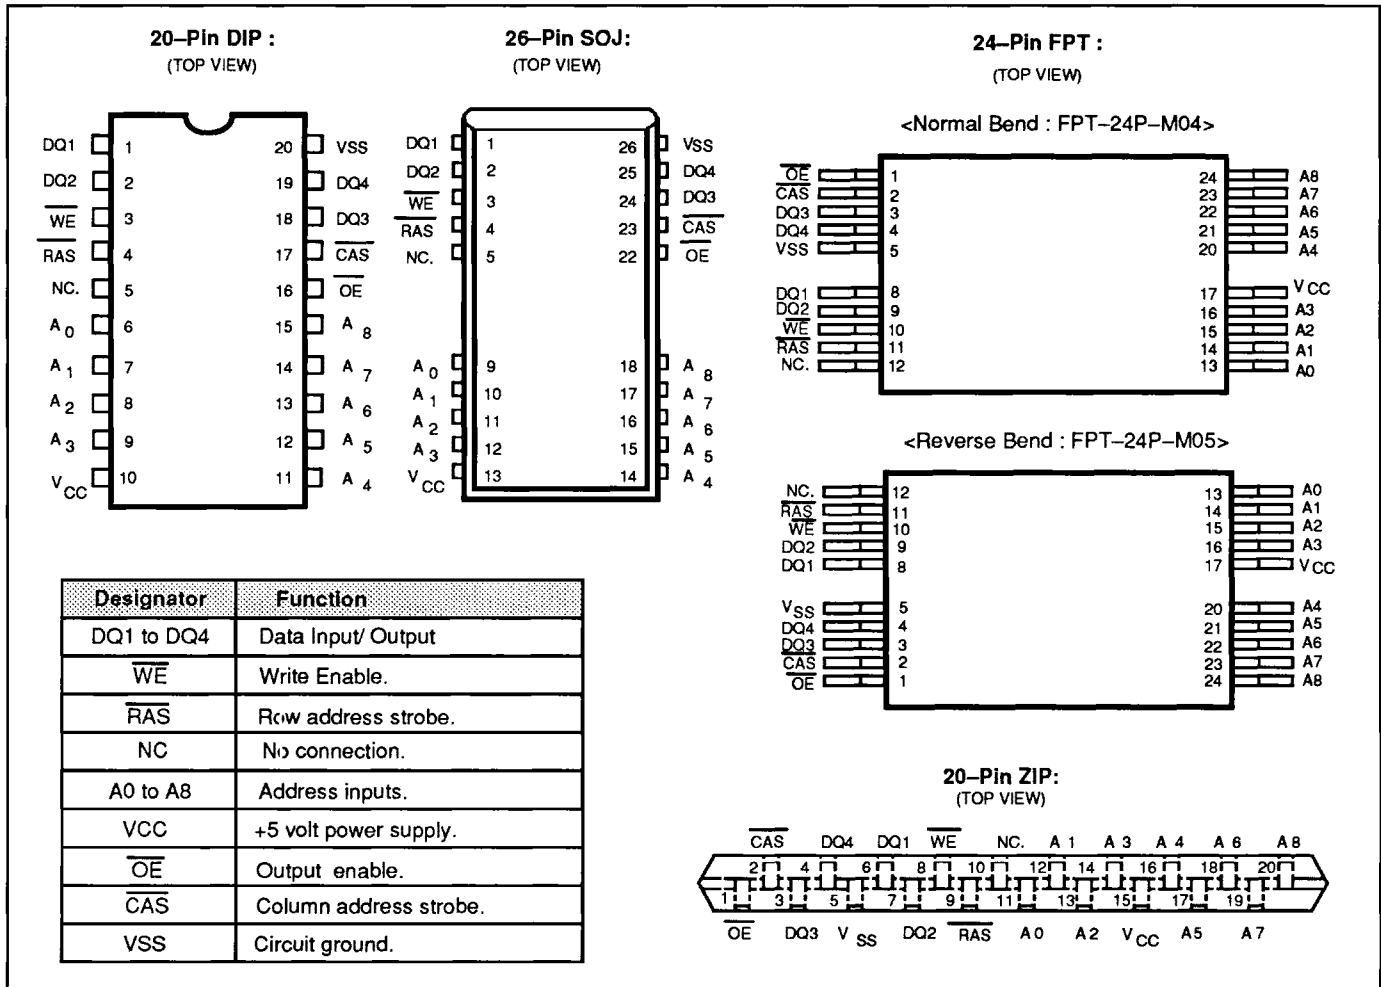 20–Pin DIP :
(TOP VIEW)
DQ1 1 20 VSS
DQ2 2 19 DQ4
WE 3 18 DQ3
RAS 4 17 CAS
NC. 5 16 OE
A0 6 15 A8
A1 7 14 A7
A2 8 13 A6
A3 9 12 A5
VCC 10 11 A4
26–Pin SOJ:
(TOP VIEW)
DQ1 1 26 VSS
DQ2 2 25 DQ4
WE 3 24 DQ3
RAS 4 23 CAS
NC. 5 22 OE
A0 9 18 A8
A1 10 17 A7
A2 11 16 A6
A3 12 15 A5
VCC 13 14 A4
24–Pin FPT :
(TOP VIEW)
<Normal Bend : FPT–24P–M04>
OE 1 24 A8
CAS 2 23 A7
DQ3 3 22 A6
DQ4 4 21 A5
VSS 5 20 A4
DQ1 8 17 VCC
DQ2 9 16 A3
WE 10 15 A2
RAS 11 14 A1
NC. 12 13 A0
<Reverse Bend : FPT–24P–M05>
NC. 12 13 A0
RAS 11 14 A1
WE 10 15 A2
DQ2 9 16 A3
DQ1 8 17 VCC
VSS 5 20 A4
DQ4 4 21 A5
DQ3 3 22 A6
CAS 2 23 A7
OE 1 24 A8
Designator Function
DQ1 to DQ4 Data Input/ Output
WE Write Enable.
RAS Row address strobe.
NC No connection.
A0 to A8 Address inputs.
VCC +5 volt power supply.
OE Output enable.
CAS Column address strobe.
VSS Circuit ground.
20–Pin ZIP:
(TOP VIEW)
CAS DQ4 DQ1 WE NC. A1 A3 A4 A6 A8
2 4 6 8 10 12 14 16 18 20
1 3 5 7 9 11 13 15 17 19
OE DQ3 VSS DQ2 RAS A0 A2 VCC A5 A7